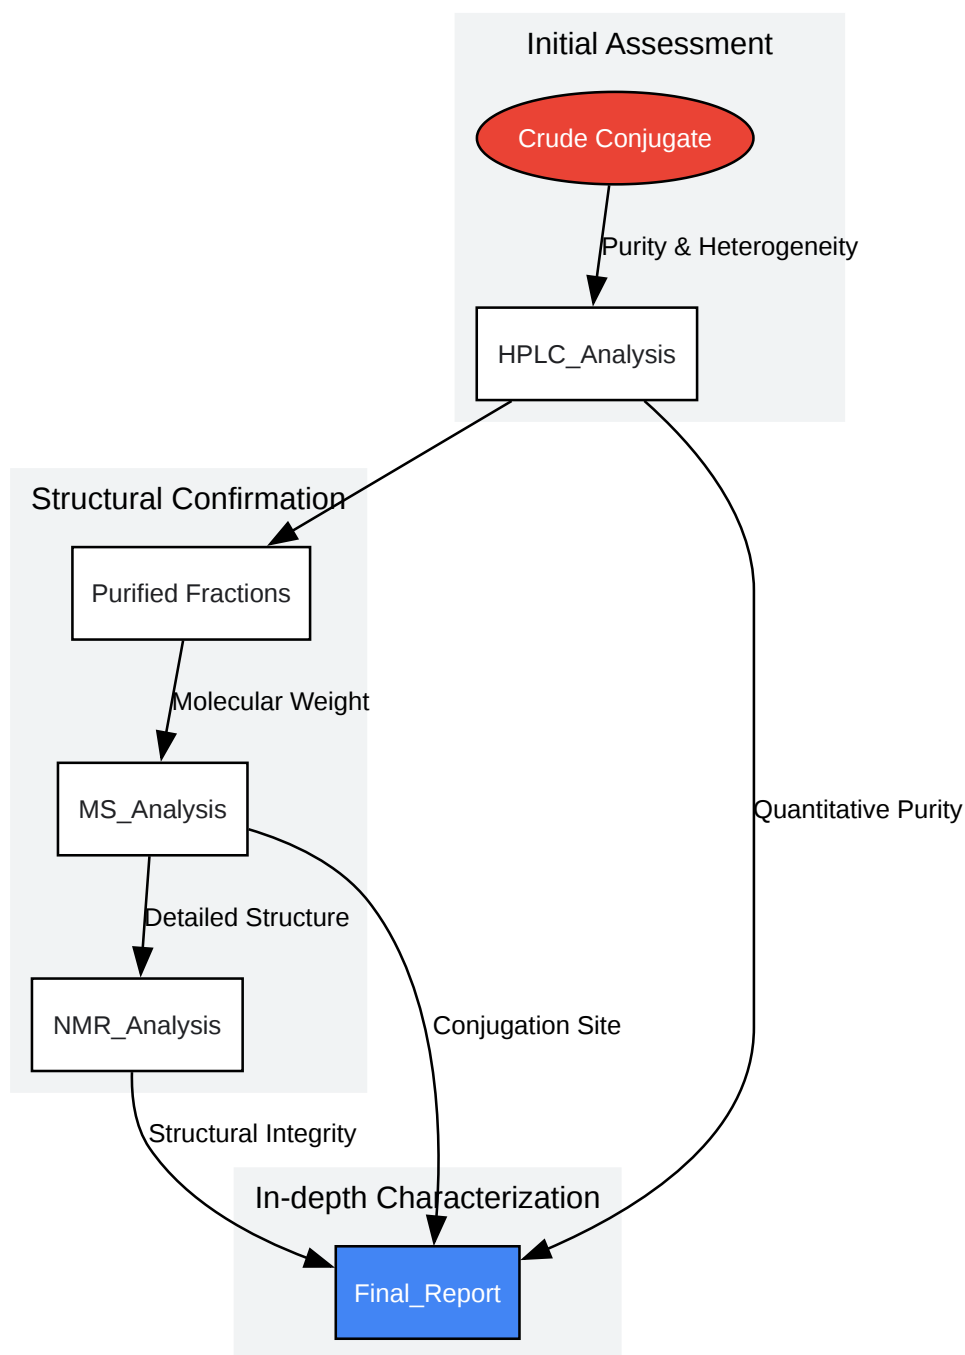 Initial Assessment
Crude Conjugate
Purity & Heterogeneity
HPLC_Analysis
Structural Confirmation
Purified Fractions
Molecular Weight
MS_Analysis
Quantitative Purity
Detailed Structure
NMR_Analysis
Conjugation Site
Structural Integrity
In-depth Characterization
Final_Report